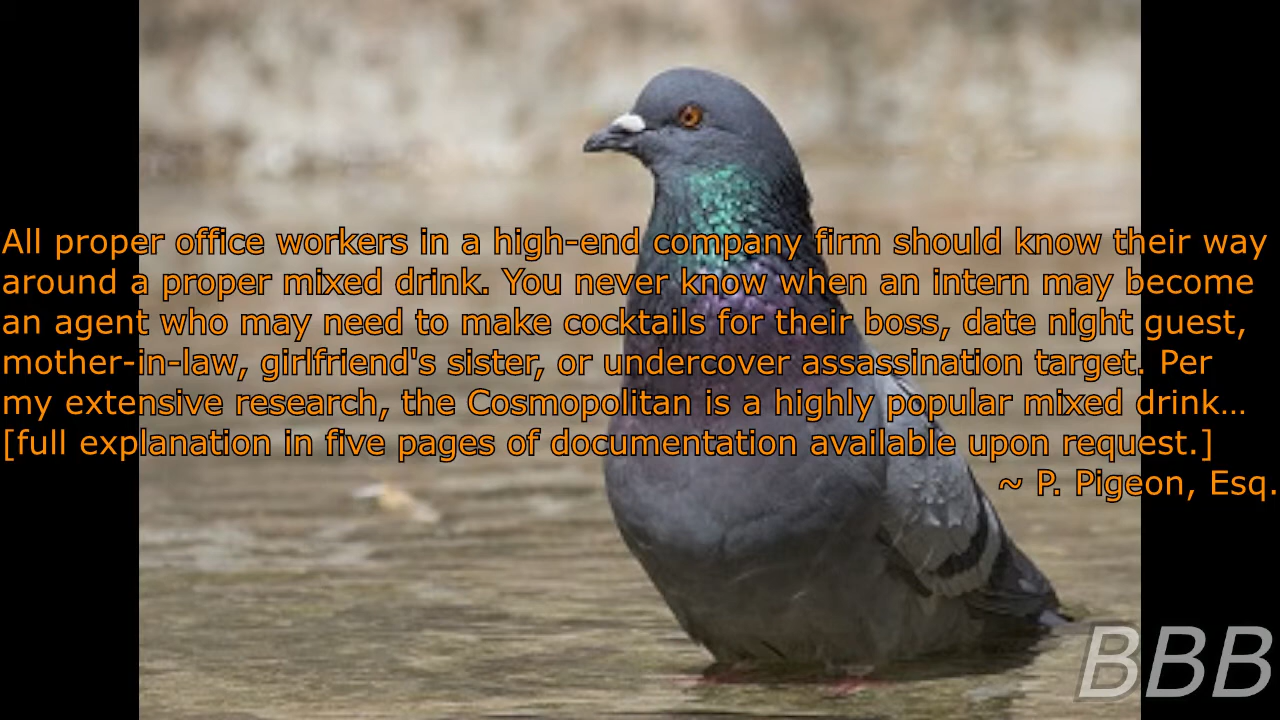 All proper office workers in a high-end company firm should know their way
around a proper mixed drink. You never know when an intern may become
an agent who may need to make cocktails for their boss, date night guest,
mother-in-law, girlfriend's sister, or undercover assassination target. Per
my extensive research, the Cosmopolitan is a highly popular mixed drink…
[full explanation in five pages of documentation available upon request.]
~ P. Pigeon, Esq.
BBB